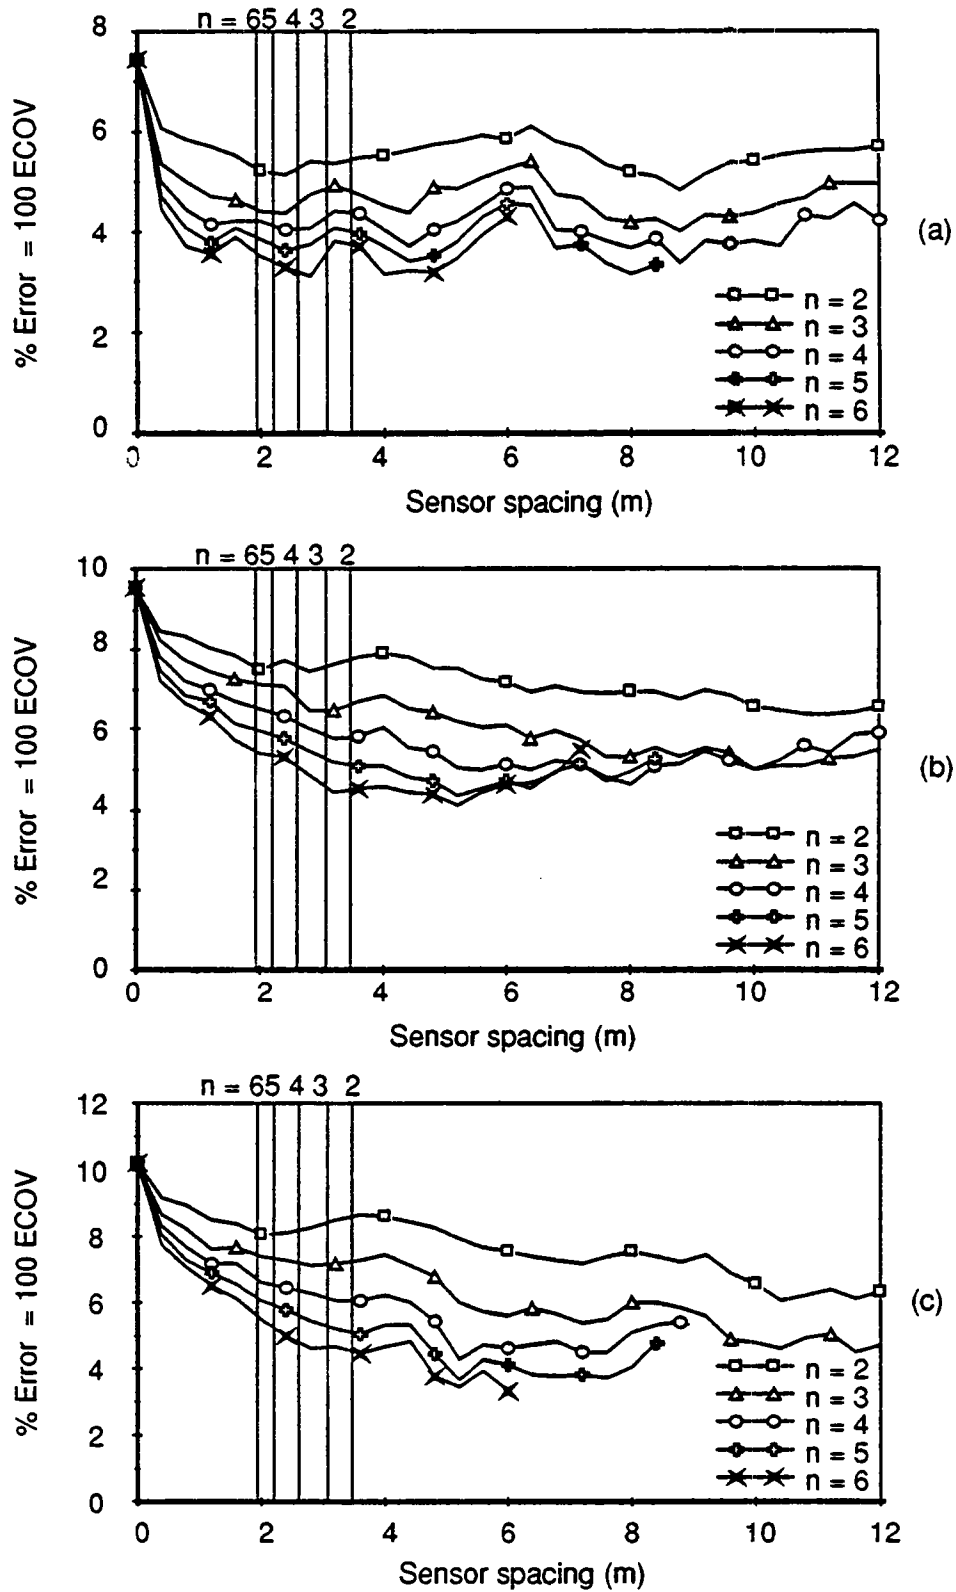 n = 65 4 3 2
8
6
4
2
0
% Error = 100 ECOV
0 2 4 6 8 10 12
Sensor spacing (m)
n = 2
n = 3
n = 4
n = 5
n = 6
(a)
n = 65 4 3 2
10
8
6
4
2
0
% Error = 100 ECOV
0 2 4 6 8 10 12
Sensor spacing (m)
n = 2
n = 3
n = 4
n = 5
n = 6
(b)
n = 65 4 3 2
12
10
8
6
4
2
0
% Error = 100 ECOV
0 2 4 6 8 10 12
Sensor spacing (m)
n = 2
n = 3
n = 4
n = 5
n = 6
(c)